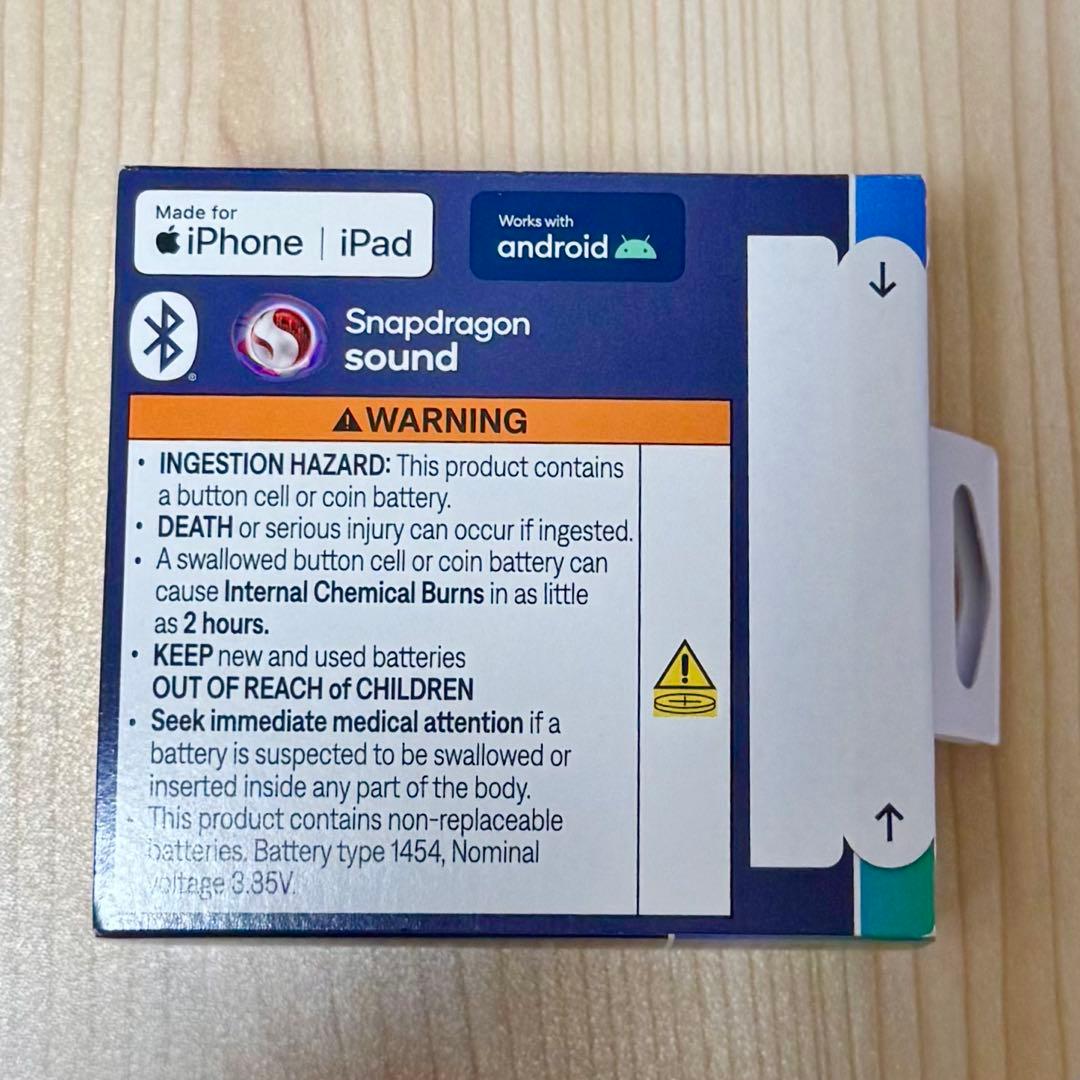 Made for
iPhone | iPad
Works with
android
®
Snapdragon
sound
⚠WARNING
• INGESTION HAZARD: This product contains
a button cell or coin battery.
• DEATH or serious injury can occur if ingested.
• A swallowed button cell or coin battery can
cause Internal Chemical Burns in as little
as 2 hours.
• KEEP new and used batteries
OUT OF REACH of CHILDREN
• Seek immediate medical attention if a
battery is suspected to be swallowed or
inserted inside any part of the body.
• This product contains non-replaceable
batteries. Battery type 1454, Nominal
voltage 3.85V.